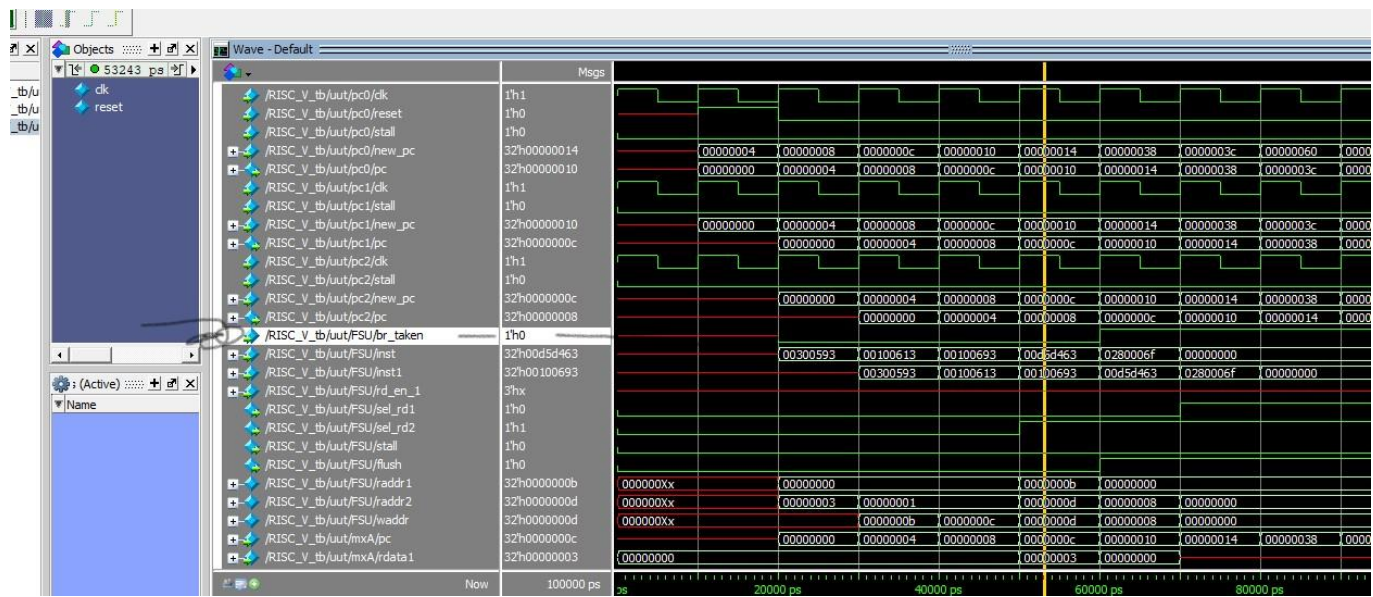 Objects
Wave - Default
53243 ps
Msgs
_tb/u
_tb/u
_tb/u
clk
reset
/RISC_V_tb/uut/pc0/clk 1'h1
/RISC_V_tb/uut/pc0/reset 1'h0
/RISC_V_tb/uut/pc0/stall 1'h0
/RISC_V_tb/uut/pc0/new_pc 32'h00000014 00000004 00000008 0000000c 00000010 00000014 00000038 0000003c 00000060 0000
/RISC_V_tb/uut/pc0/pc 32'h00000010 00000000 00000004 00000008 0000000c 00000010 00000014 00000038 0000003c 0000
/RISC_V_tb/uut/pc1/clk 1'h1
/RISC_V_tb/uut/pc1/stall 1'h0
/RISC_V_tb/uut/pc1/new_pc 32'h00000010 00000000 00000004 00000008 0000000c 00000010 00000014 00000038 0000003c 0000
/RISC_V_tb/uut/pc1/pc 32'h0000000c 00000000 00000004 00000008 0000000c 00000010 00000014 00000038 0000
/RISC_V_tb/uut/pc2/clk 1'h1
/RISC_V_tb/uut/pc2/stall 1'h0
/RISC_V_tb/uut/pc2/new_pc 32'h0000000c 00000000 00000004 00000008 0000000c 00000010 00000014 00000038 0000
/RISC_V_tb/uut/pc2/pc 32'h00000008 00000000 00000004 00000008 0000000c 00000010 00000014 0000
/RISC_V_tb/uut/FSU/br_taken 1'h0
/RISC_V_tb/uut/FSU/inst 32'h00d5d463 00300593 00100613 00100693 00d5d463 0280006f 00000000
/RISC_V_tb/uut/FSU/inst1 32'h00100693 00300593 00100613 00100693 00d5d463 0280006f 00000000
/RISC_V_tb/uut/FSU/rd_en_1 3'hx
/RISC_V_tb/uut/FSU/sel_rd1 1'h0
/RISC_V_tb/uut/FSU/sel_rd2 1'h1
/RISC_V_tb/uut/FSU/stall 1'h0
/RISC_V_tb/uut/FSU/flush 1'h0
/RISC_V_tb/uut/FSU/raddr1 32'h0000000b 000000Xx 00000000 0000000b 00000000
/RISC_V_tb/uut/FSU/raddr2 32'h0000000d 000000Xx 00000003 00000001 0000000d 00000008 00000000
/RISC_V_tb/uut/FSU/waddr 32'h0000000d 000000Xx 0000000b 0000000c 0000000d 00000008 00000000
/RISC_V_tb/uut/mxA/pc 32'h0000000c 00000000 00000004 00000008 0000000c 00000010 00000014 00000038 0000
/RISC_V_tb/uut/mxA/rdata1 32'h00000003 00000000 00000003 00000000
(Active)
Name
Now 100000 ps
ps 20000 ps 40000 ps 60000 ps 80000 ps